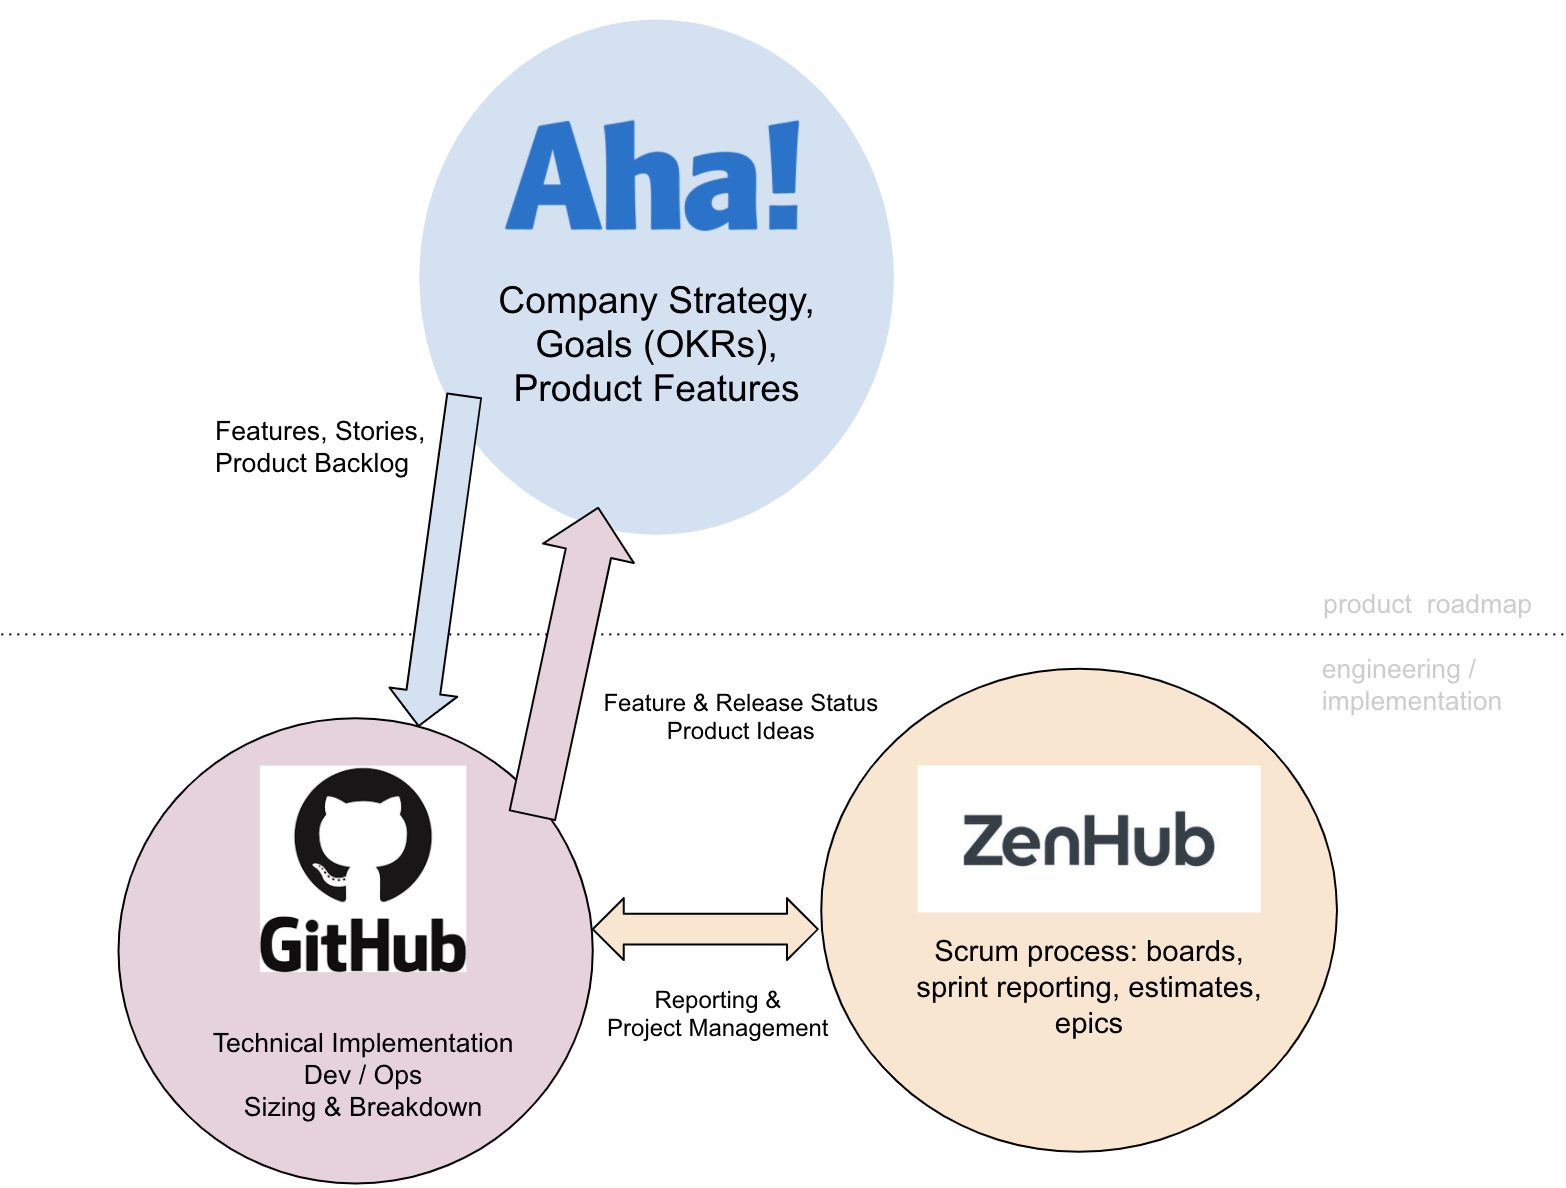 Aha!
Company Strategy,
Goals (OKRs),
Product Features
Features, Stories,
Product Backlog
product roadmap
engineering /
implementation
Feature & Release Status
Product Ideas
GitHub
Technical Implementation
Dev / Ops
Sizing & Breakdown
Reporting &
Project Management
ZenHub
Scrum process: boards,
sprint reporting, estimates,
epics